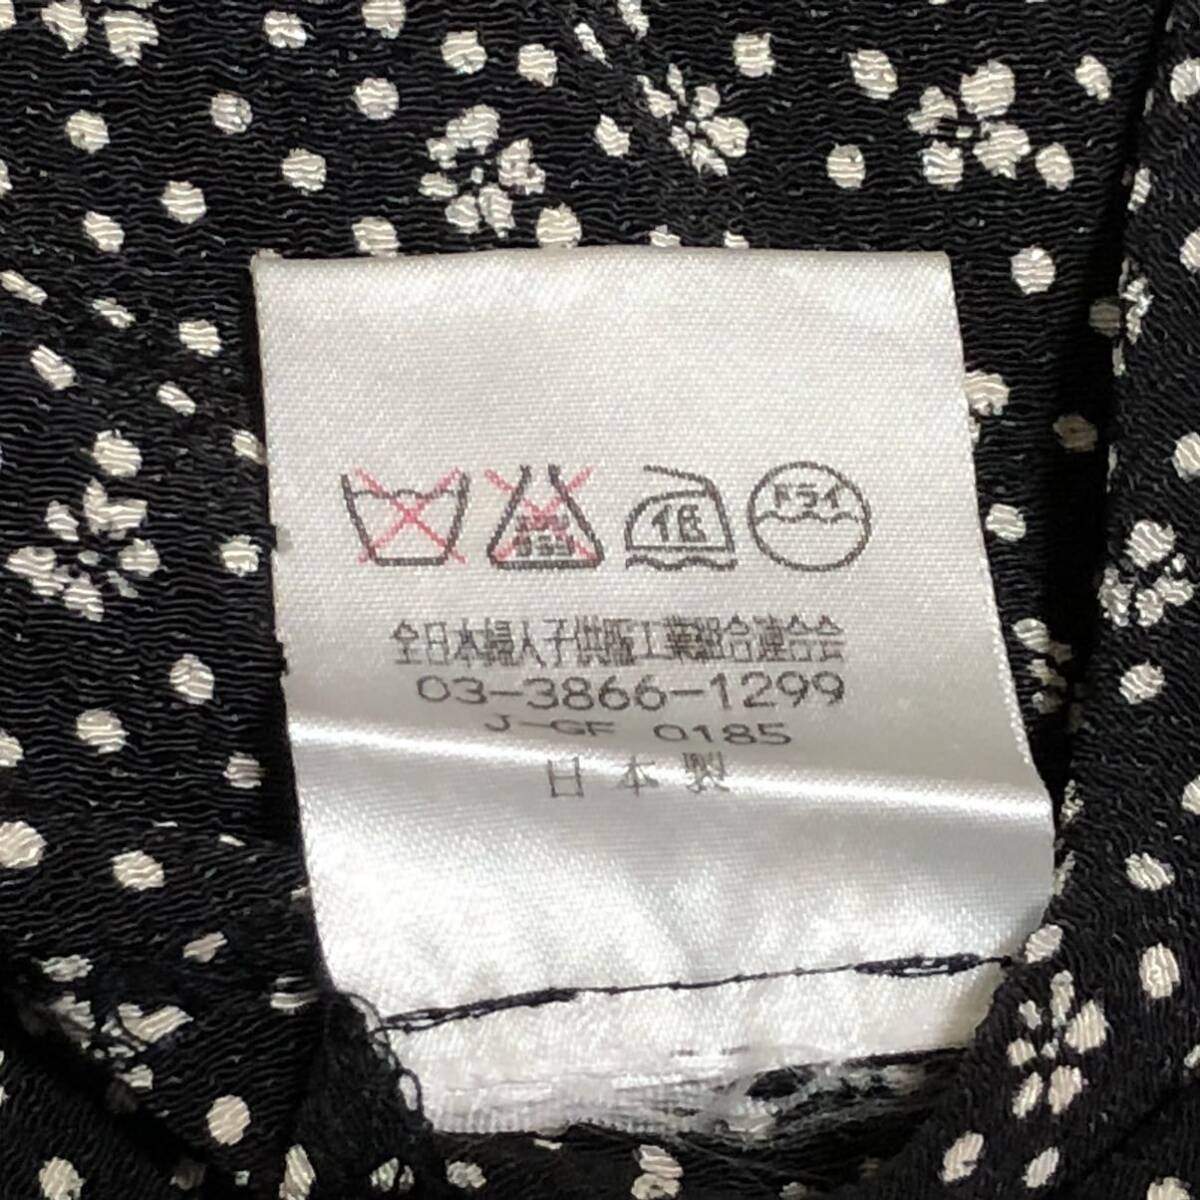 低 ドライ
全日本婦人子供服工業組合連合会
03-3866-1299
J-GF 0185
日本製